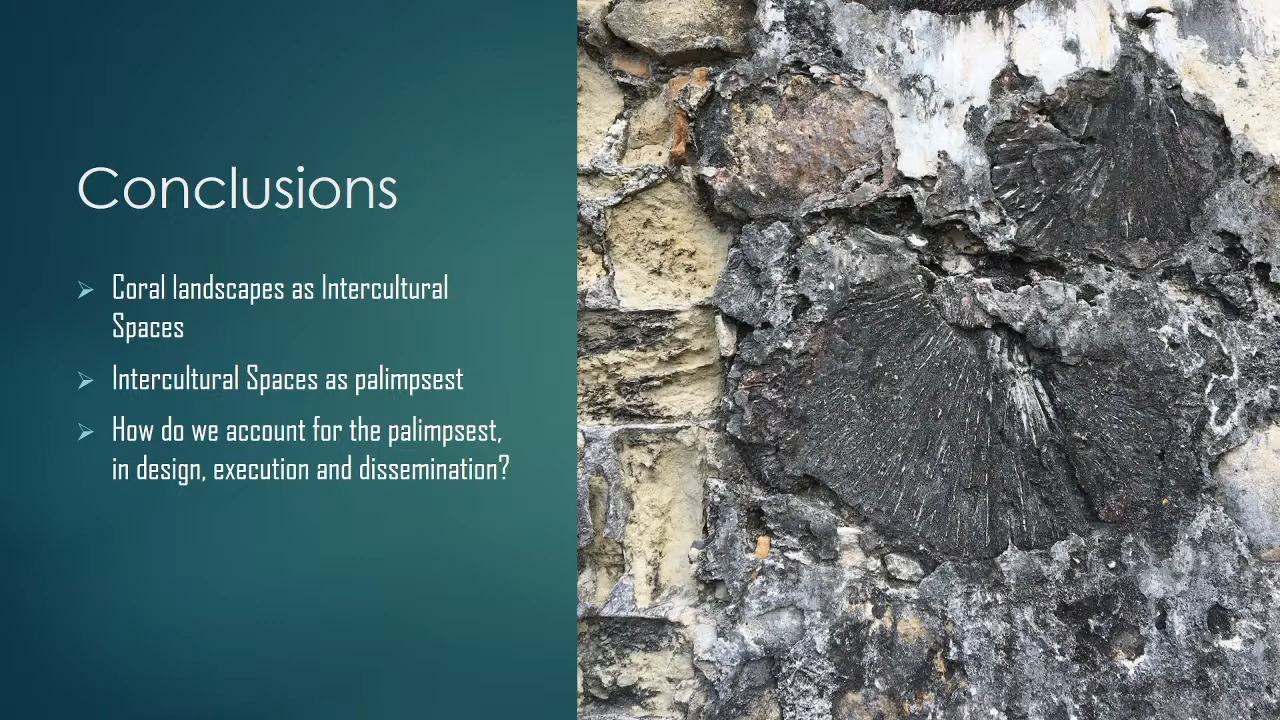 Conclusions
Coral landscapes as Intercultural
Spaces
Intercultural Spaces as palimpsest
How do we account for the palimpsest,
in design, execution and dissemination?